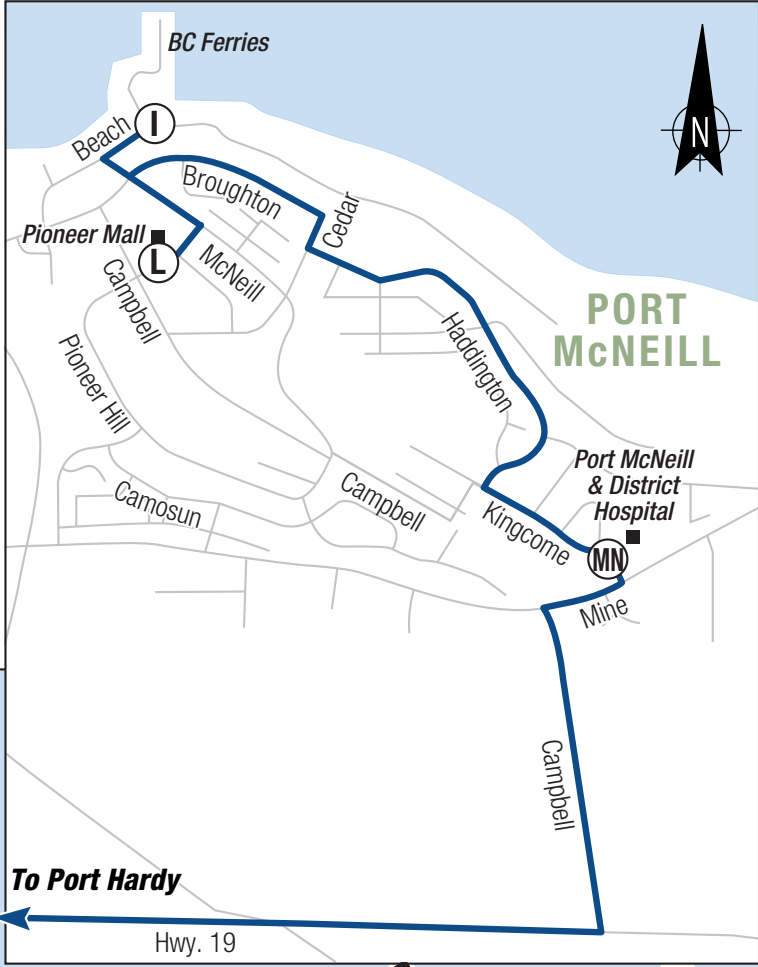 BC Ferries
N
I
Beach
Broughton
Cedar
Pioneer Mall
L
McNeill
Campbell
PORT
McNEILL
Haddington
Pioneer Hill
Port McNeill
& District
Hospital
Campbell
Camosun
Kingcome
MN
Mine
Campbell
To Port Hardy
Hwy. 19